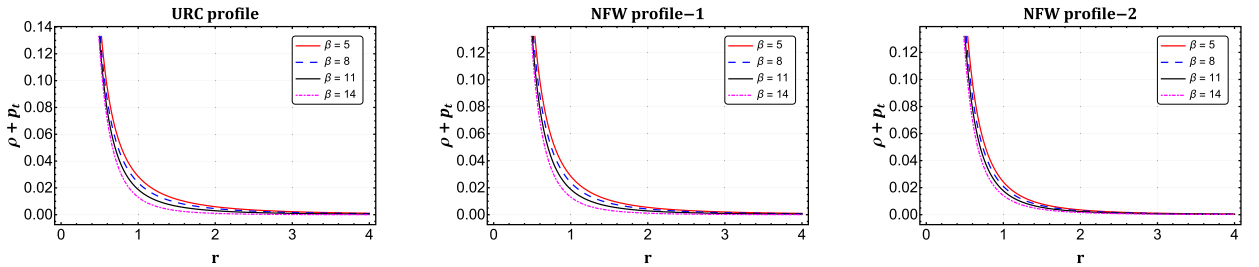 URC profile
ρ + pₜ
0.14
0.12
0.10
0.08
0.06
0.04
0.02
0.00
β = 5
β = 8
β = 11
β = 14
0 1 2 3 4
r
NFW profile−1
ρ + pₜ
0.12
0.10
0.08
0.06
0.04
0.02
0.00
β = 5
β = 8
β = 11
β = 14
0 1 2 3 4
r
NFW profile−2
ρ + pₜ
0.12
0.10
0.08
0.06
0.04
0.02
0.00
β = 5
β = 8
β = 11
β = 14
0 1 2 3 4
r